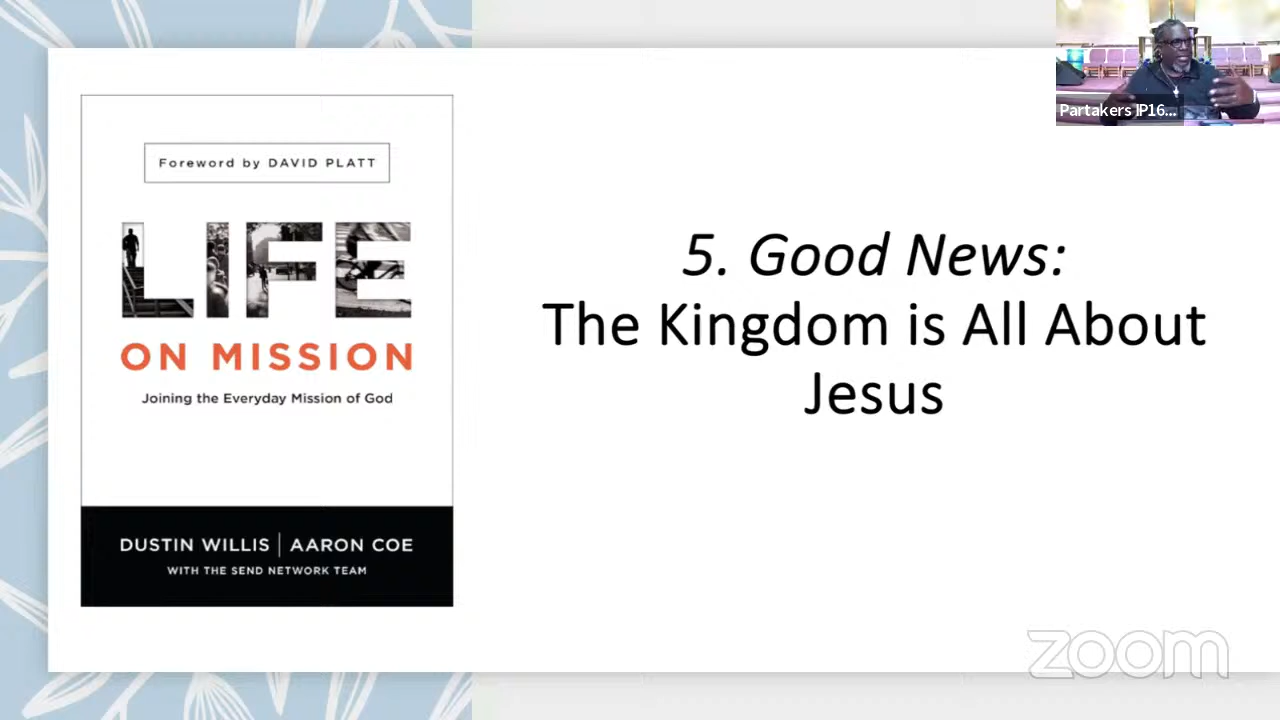 Foreword by DAVID PLATT
LIFE
ON MISSION
Joining the Everyday Mission of God
DUSTIN WILLIS | AARON COE
WITH THE SEND NETWORK TEAM
5. Good News:
The Kingdom is All About
Jesus
Partakers IP16...
zoom